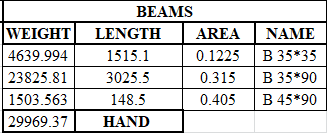 BEAMS
WEIGHT LENGTH AREA NAME
4639.994 1515.1 0.1225 B 35*35
23825.81 3025.5 0.315 B 35*90
1503.563 148.5 0.405 B 45*90
29969.37 HAND